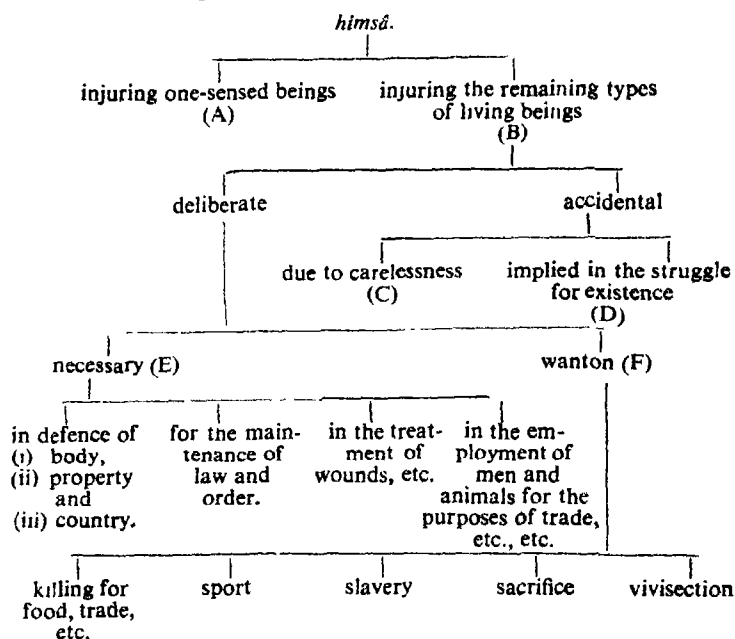 himsâ.
injuring one-sensed beings
(A)
injuring the remaining types
of living beings
(B)
deliberate
accidental
due to carelessness
(C)
implied in the struggle
for existence
(D)
necessary (E)
wanton (F)
in defence of
(i) body,
(ii) property
and
(iii) country.
for the main-
tenance of
law and
order.
in the treat-
ment of
wounds, etc.
in the em-
ployment of
men and
animals for the
purposes of trade,
etc., etc.
killing for
food, trade,
etc.
sport
slavery
sacrifice
vivisection